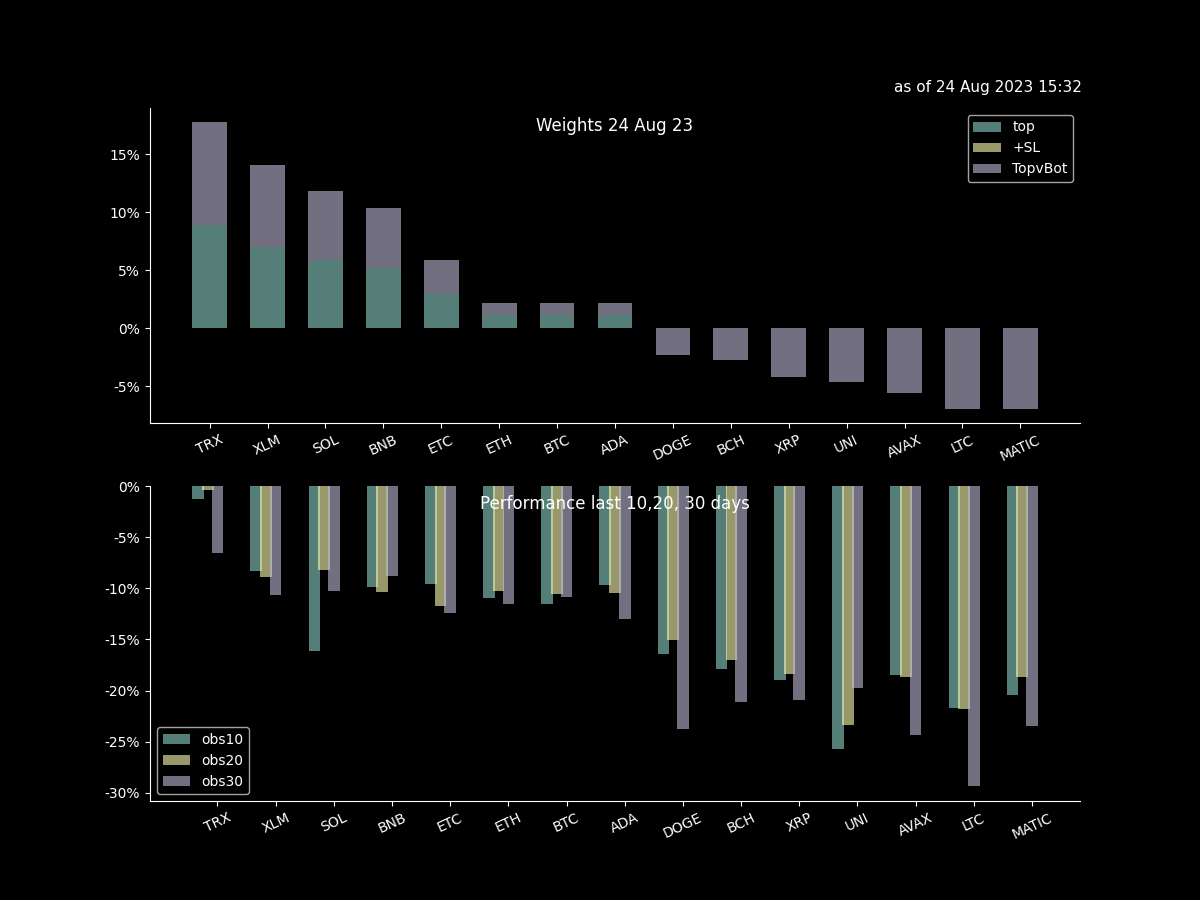 as of 24 Aug 2023 15:32
Weights 24 Aug 23
top
+SL
TopvBot
15%
10%
5%
0%
-5%
TRX XLM SOL BNB ETC ETH BTC ADA DOGE BCH XRP UNI AVAX LTC MATIC
Performance last 10,20, 30 days
0%
-5%
-10%
-15%
-20%
-25%
-30%
obs10
obs20
obs30
TRX XLM SOL BNB ETC ETH BTC ADA DOGE BCH XRP UNI AVAX LTC MATIC